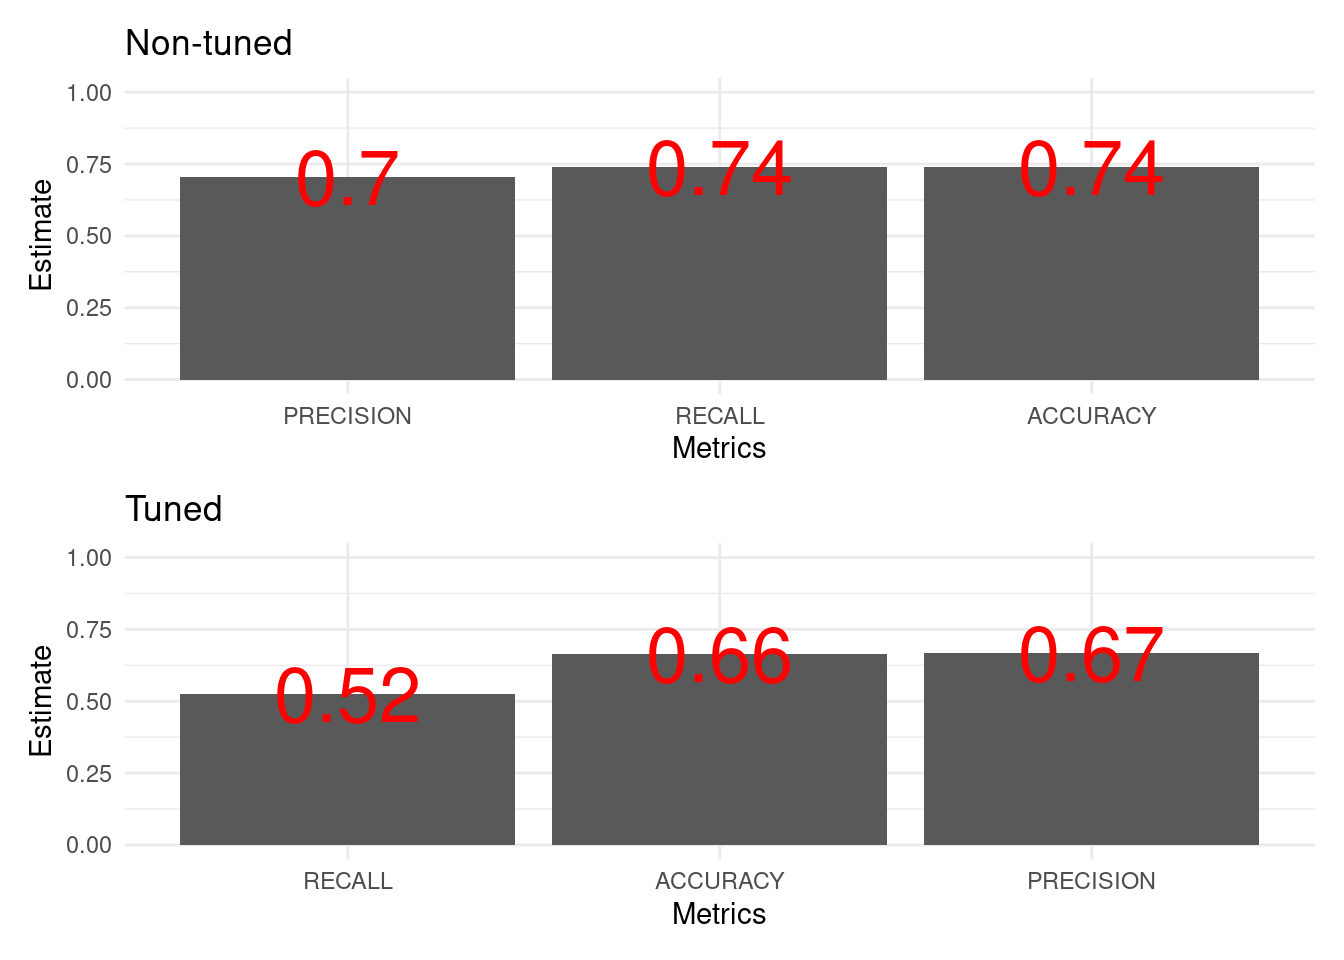 Non-tuned
1.00
0.75
0.50
0.25
0.00
Estimate
0.7
0.74
0.74
PRECISION
RECALL
ACCURACY
Metrics
Tuned
1.00
0.75
0.50
0.25
0.00
Estimate
0.52
0.66
0.67
RECALL
ACCURACY
PRECISION
Metrics